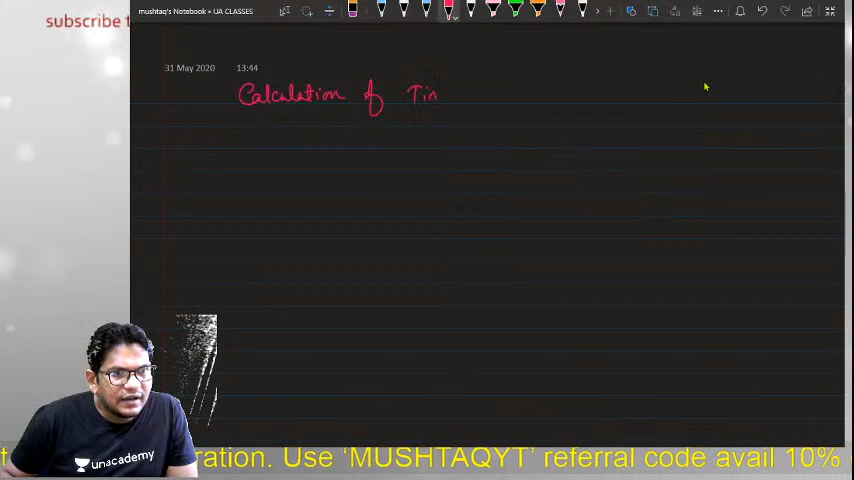 subscribe t
mushtaq's Notebook » UA CLASSES
31 May 2020 13:44
Calculation of Tin
unacademy
ration. Use ‘MUSHTAQYT’ referral code avail 10%